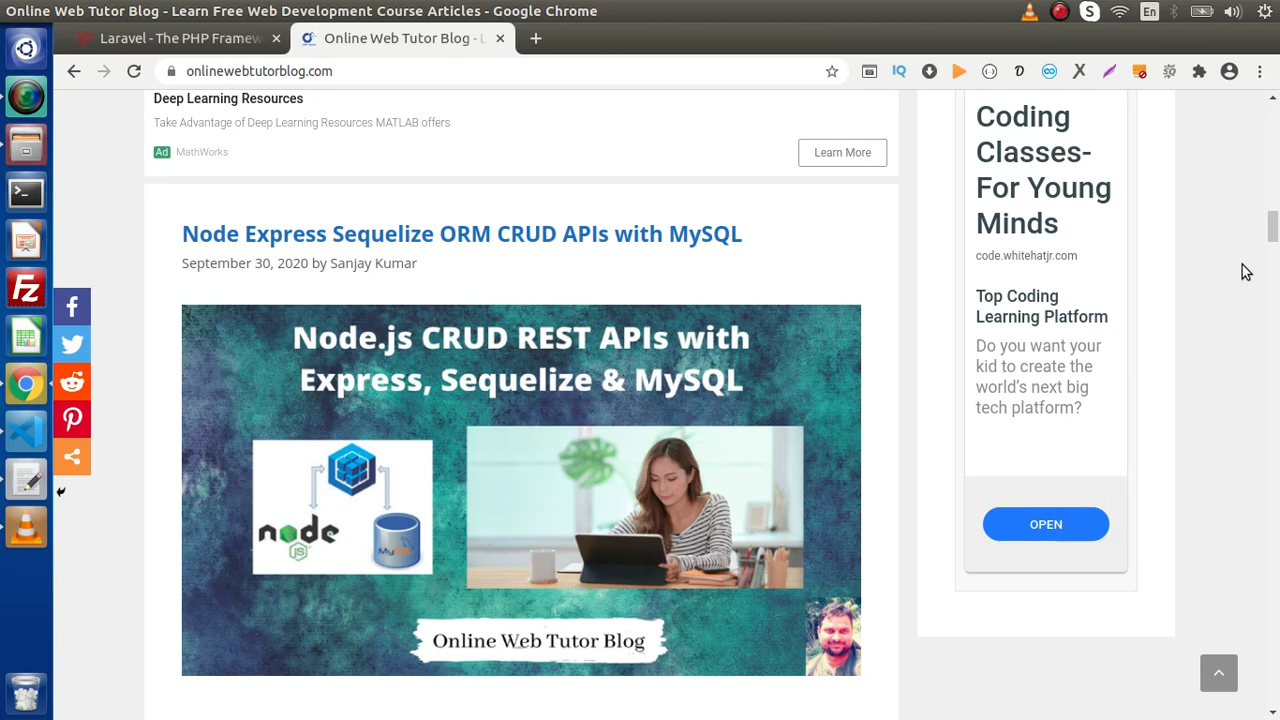 Online Web Tutor Blog - Learn Free Web Development Course Articles - Google Chrome
En
Laravel - The PHP Framew
Online Web Tutor Blog - L
onlinewebtutorblog.com
Deep Learning Resources
Take Advantage of Deep Learning Resources MATLAB offers
Ad MathWorks
Learn More
Node Express Sequelize ORM CRUD APIs with MySQL
September 30, 2020 by Sanjay Kumar
Node.js CRUD REST APIs with
Express, Sequelize & MySQL
node
JS
MySQL
Online Web Tutor Blog
Coding
Classes-
For Young
Minds
code.whitehatjr.com
Top Coding
Learning Platform
Do you want your
kid to create the
world's next big
tech platform?
OPEN